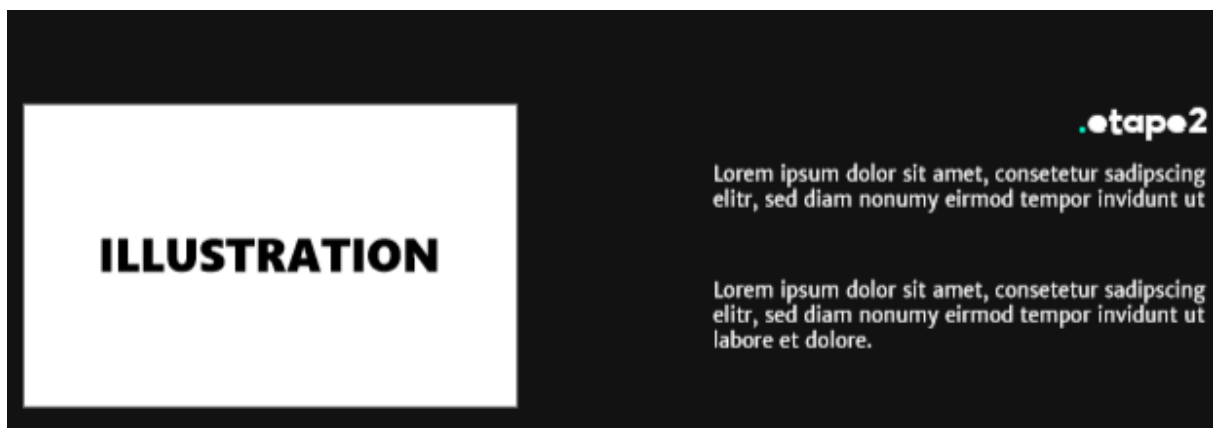 ILLUSTRATION
.etape2
Lorem ipsum dolor sit amet, consetetur sadipscing
elitr, sed diam nonumy eirmod tempor invidunt ut
Lorem ipsum dolor sit amet, consetetur sadipscing
elitr, sed diam nonumy eirmod tempor invidunt ut
labore et dolore.